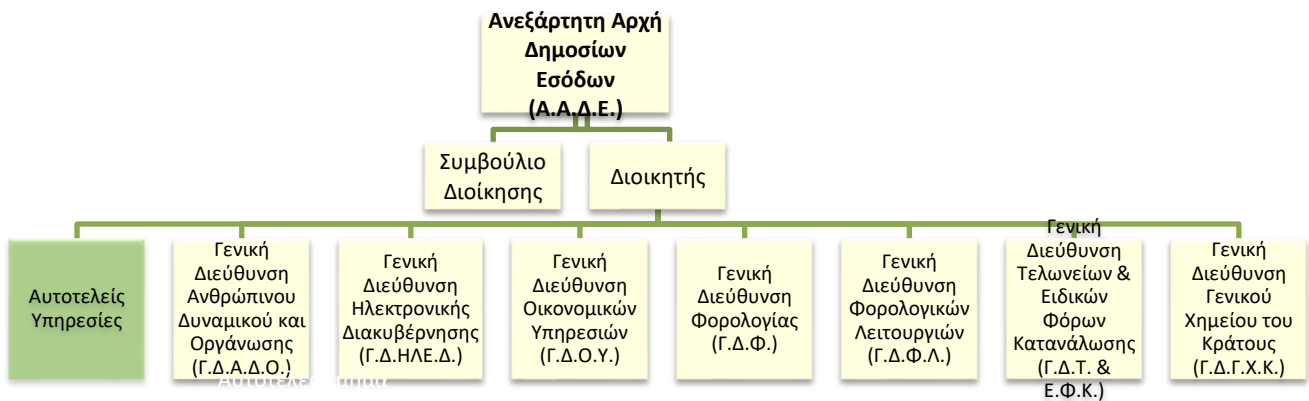 Ανεξάρτητη Αρχή
Δημοσίων
Εσόδων
(Α.Α.Δ.Ε.)
Συμβούλιο
Διοίκησης
Διοικητής
Αυτοτελείς
Υπηρεσίες
Γενική
Διεύθυνση
Ανθρώπινου
Δυναμικού και
Οργάνωσης
(Γ.Δ.Α.Δ.Ο.)
Γενική
Διεύθυνση
Ηλεκτρονικής
Διακυβέρνησης
(Γ.Δ.ΗΛΕ.Δ.)
Γενική
Διεύθυνση
Οικονομικών
Υπηρεσιών
(Γ.Δ.Ο.Υ.)
Γενική
Διεύθυνση
Φορολογίας
(Γ.Δ.Φ.)
Γενική
Διεύθυνση
Φορολογικών
Λειτουργιών
(Γ.Δ.Φ.Λ.)
Γενική
Διεύθυνση
Τελωνείων &
Ειδικών
Φόρων
Κατανάλωσης
(Γ.Δ.Τ. &
Ε.Φ.Κ.)
Γενική
Διεύθυνση
Γενικού
Χημείου του
Κράτους
(Γ.Δ.Γ.Χ.Κ.)